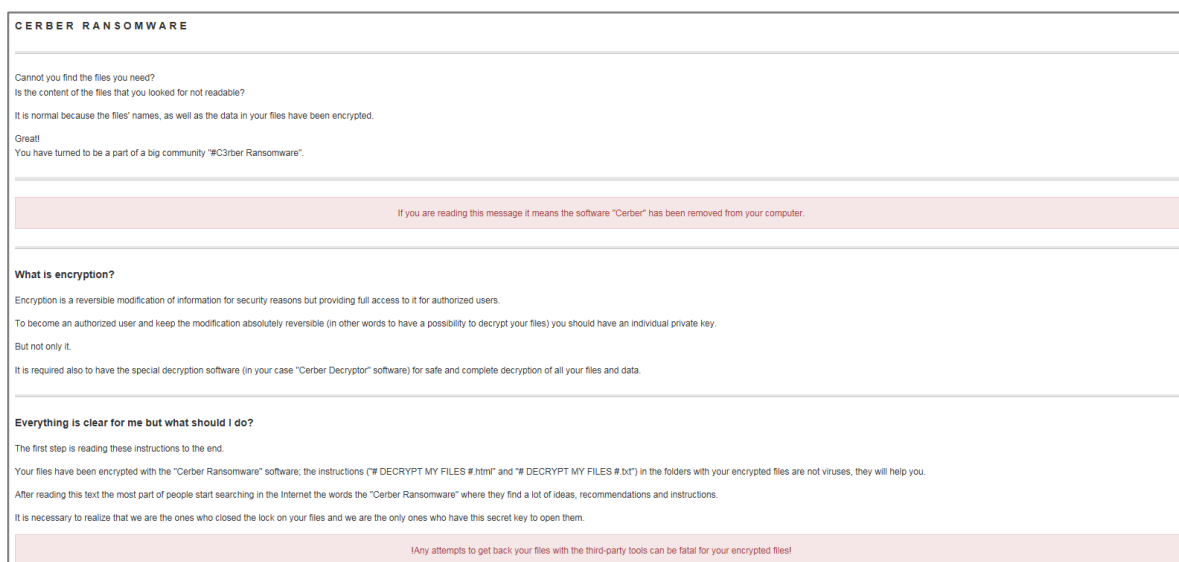 CERBER RANSOMWARE
Cannot you find the files you need?
Is the content of the files that you looked for not readable?
It is normal because the files' names, as well as the data in your files have been encrypted.
Great!
You have turned to be a part of a big community "#C3rber Ransomware".
If you are reading this message it means the software "Cerber" has been removed from your computer.
What is encryption?
Encryption is a reversible modification of information for security reasons but providing full access to it for authorized users.
To become an authorized user and keep the modification absolutely reversible (in other words to have a possibility to decrypt your files) you should have an individual private key.
But not only it.
It is required also to have the special decryption software (in your case "Cerber Decryptor" software) for safe and complete decryption of all your files and data.
Everything is clear for me but what should I do?
The first step is reading these instructions to the end.
Your files have been encrypted with the "Cerber Ransomware" software; the instructions ("# DECRYPT MY FILES #.html" and "# DECRYPT MY FILES #.txt") in the folders with your encrypted files are not viruses, they will help you.
After reading this text the most part of people start searching in the Internet the words the "Cerber Ransomware" where they find a lot of ideas, recommendations and instructions.
It is necessary to realize that we are the ones who closed the lock on your files and we are the only ones who have this secret key to open them.
!Any attempts to get back your files with the third-party tools can be fatal for your encrypted files!